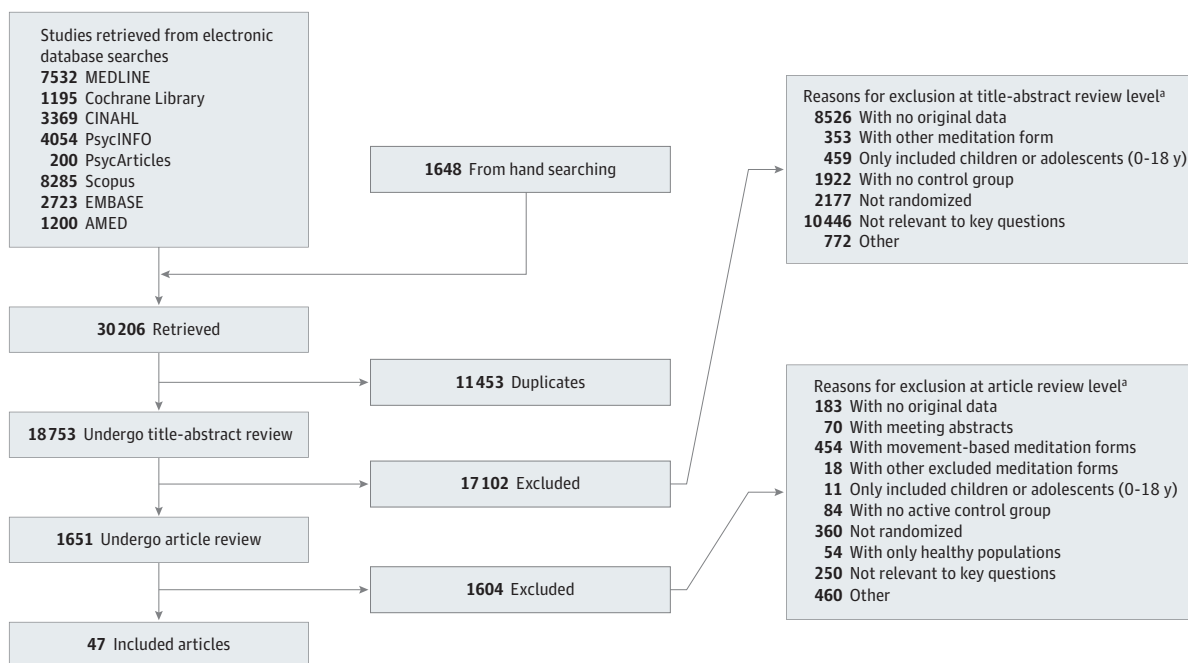 Studies retrieved from electronic
database searches
7532 MEDLINE
1195 Cochrane Library
3369 CINAHL
4054 PsycINFO
200 PsycArticles
8285 Scopus
2723 EMBASE
1200 AMED
1648 From hand searching
30206 Retrieved
11453 Duplicates
18753 Undergo title-abstract review
17102 Excluded
Reasons for exclusion at title-abstract review levelᵃ
8526 With no original data
353 With other meditation form
459 Only included children or adolescents (0-18 y)
1922 With no control group
2177 Not randomized
10446 Not relevant to key questions
772 Other
1651 Undergo article review
1604 Excluded
Reasons for exclusion at article review levelᵃ
183 With no original data
70 With meeting abstracts
454 With movement-based meditation forms
18 With other excluded meditation forms
11 Only included children or adolescents (0-18 y)
84 With no active control group
360 Not randomized
54 With only healthy populations
250 Not relevant to key questions
460 Other
47 Included articles